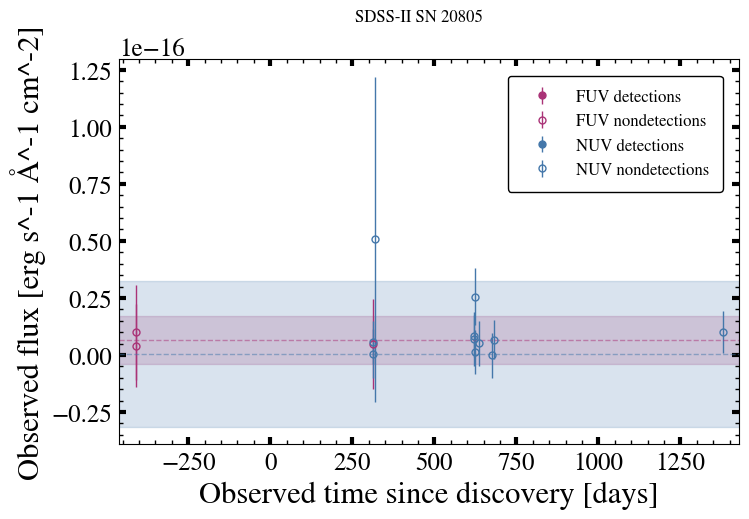 SDSS-II SN 20805
1e−16
Observed flux [erg s^-1 Å^-1 cm^-2]
1.25
1.00
0.75
0.50
0.25
0.00
−0.25
FUV detections
FUV nondetections
NUV detections
NUV nondetections
−250 0 250 500 750 1000 1250
Observed time since discovery [days]